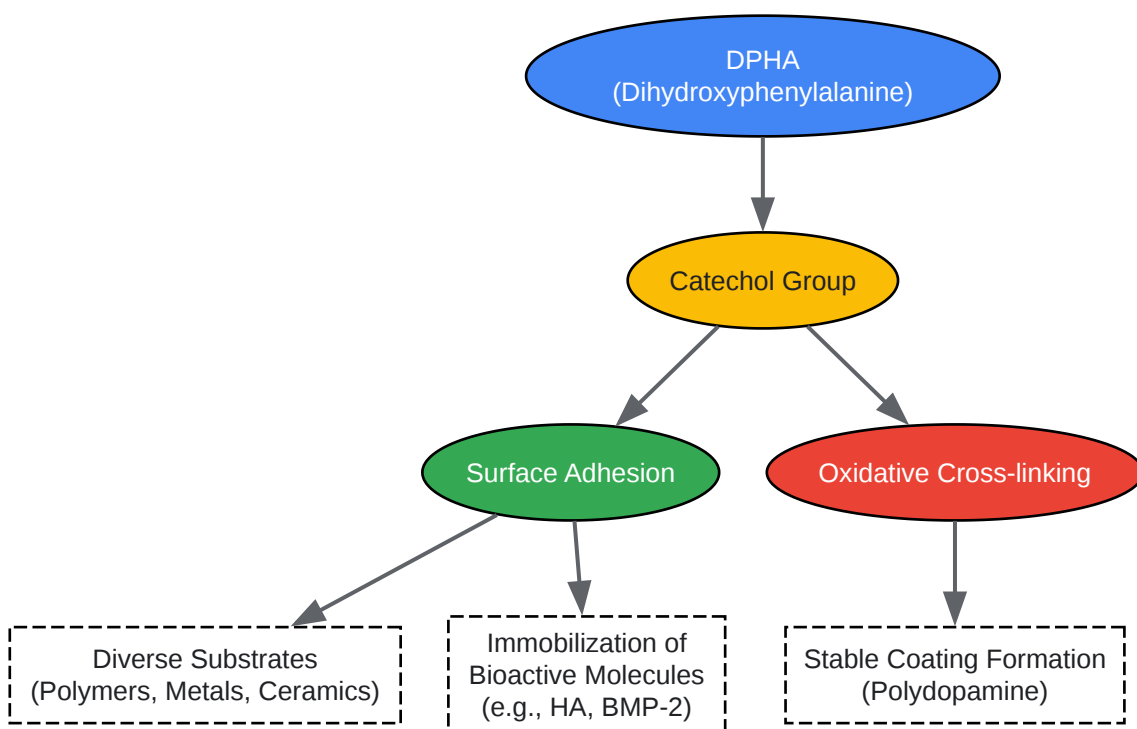 DPHA
(Dihydroxyphenylalanine)
Catechol Group
Surface Adhesion
Oxidative Cross-linking
Diverse Substrates
(Polymers, Metals, Ceramics)
Immobilization of
Bioactive Molecules
(e.g., HA, BMP-2)
Stable Coating Formation
(Polydopamine)